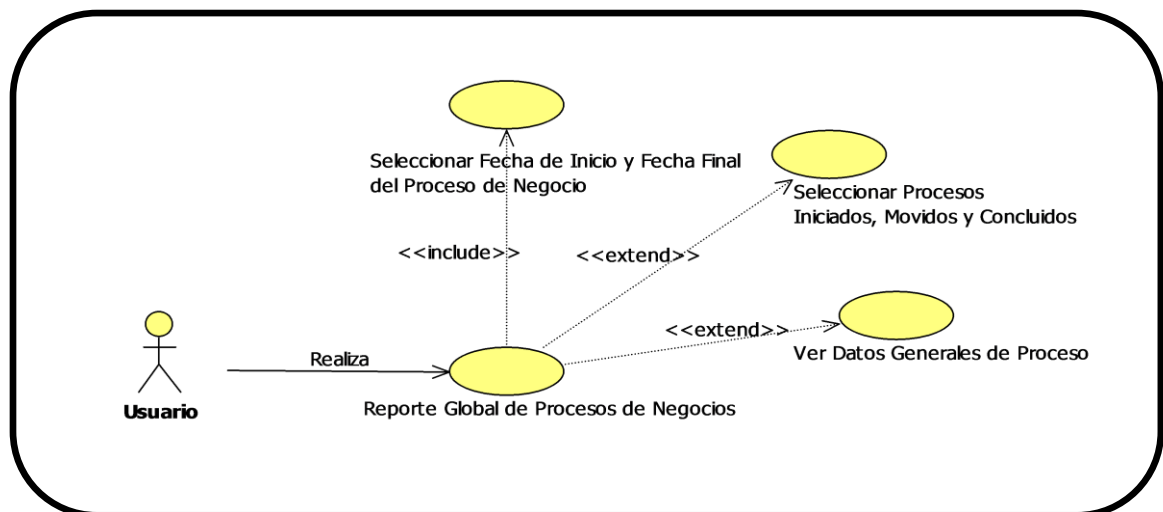 Seleccionar Fecha de Inicio y Fecha Final
del Proceso de Negocio
Seleccionar Procesos
Iniciados, Movidos y Concluidos
<<include>>
<<extend>>
<<extend>>
Ver Datos Generales de Proceso
Realiza
Usuario
Reporte Global de Procesos de Negocios